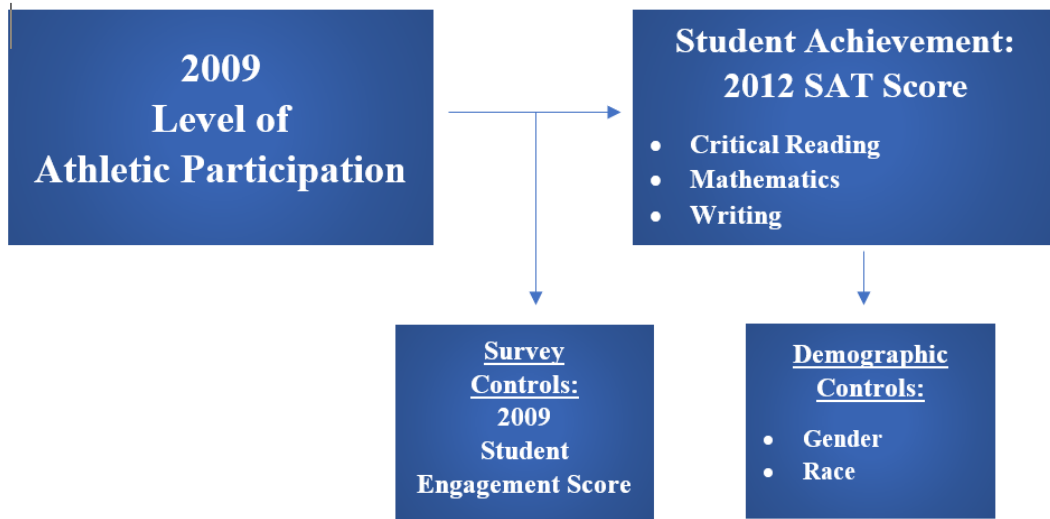 2009
Level of
Athletic Participation
Student Achievement:
2012 SAT Score
• Critical Reading
• Mathematics
• Writing
Survey
Controls:
2009
Student
Engagement Score
Demographic
Controls:
• Gender
• Race